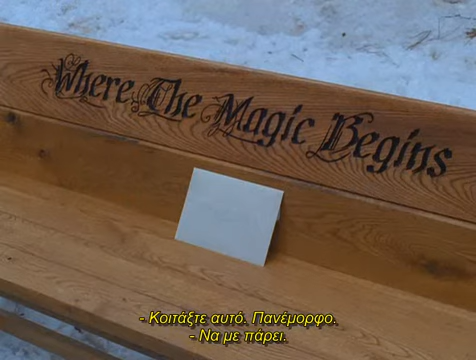 Where The Magic Begins
- Κοιτάξτε αυτό. Πανέμορφο.
- Να με πάρει.